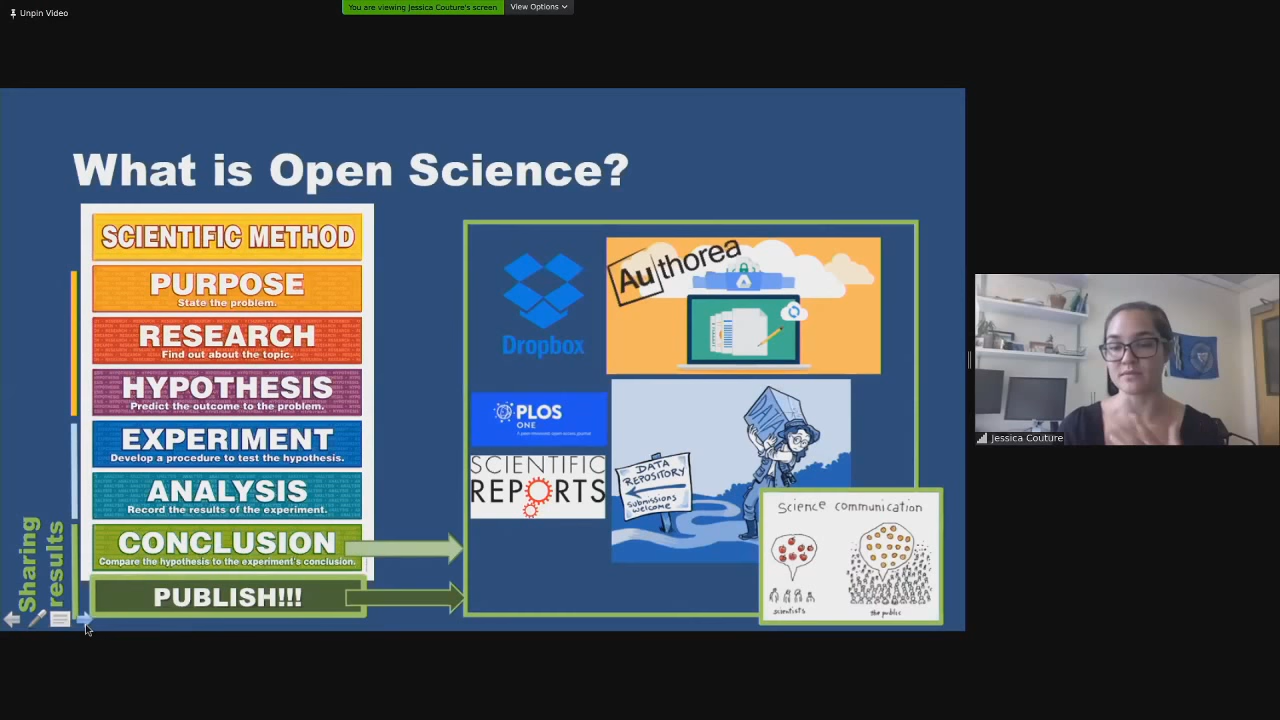 Unpin Video
You are viewing Jessica Couture's screen
View Options
What is Open Science?
SCIENTIFIC METHOD
PURPOSE
State the problem.
RESEARCH
Find out about the topic.
HYPOTHESIS
Predict the outcome to the problem.
EXPERIMENT
Develop a procedure to test the hypothesis.
ANALYSIS
Record the results of the experiment.
CONCLUSION
Compare the hypothesis to the experiment's conclusion.
PUBLISH!!!
Sharing
results
Dropbox
Authorea
PLOS
ONE
SCIENTIFIC
REPORTS
DATA
REPOSITORY
Submissions
WELCOME
Science communication
scientists
the public
Jessica Couture